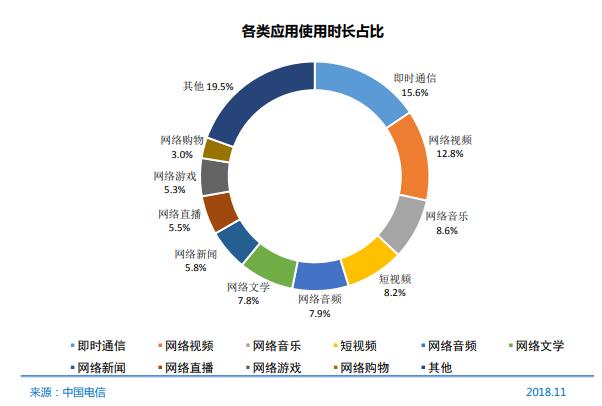 各类应用使用时长占比
即时通信
15.6%
网络视频
12.8%
网络音乐
8.6%
短视频
8.2%
网络音频
7.9%
网络文学
7.8%
网络新闻
5.8%
网络直播
5.5%
网络游戏
5.3%
网络购物
3.0%
其他 19.5%
即时通信 网络视频 网络音乐 短视频 网络音频 网络文学
网络新闻 网络直播 网络游戏 网络购物 其他
来源：中国电信 2018.11